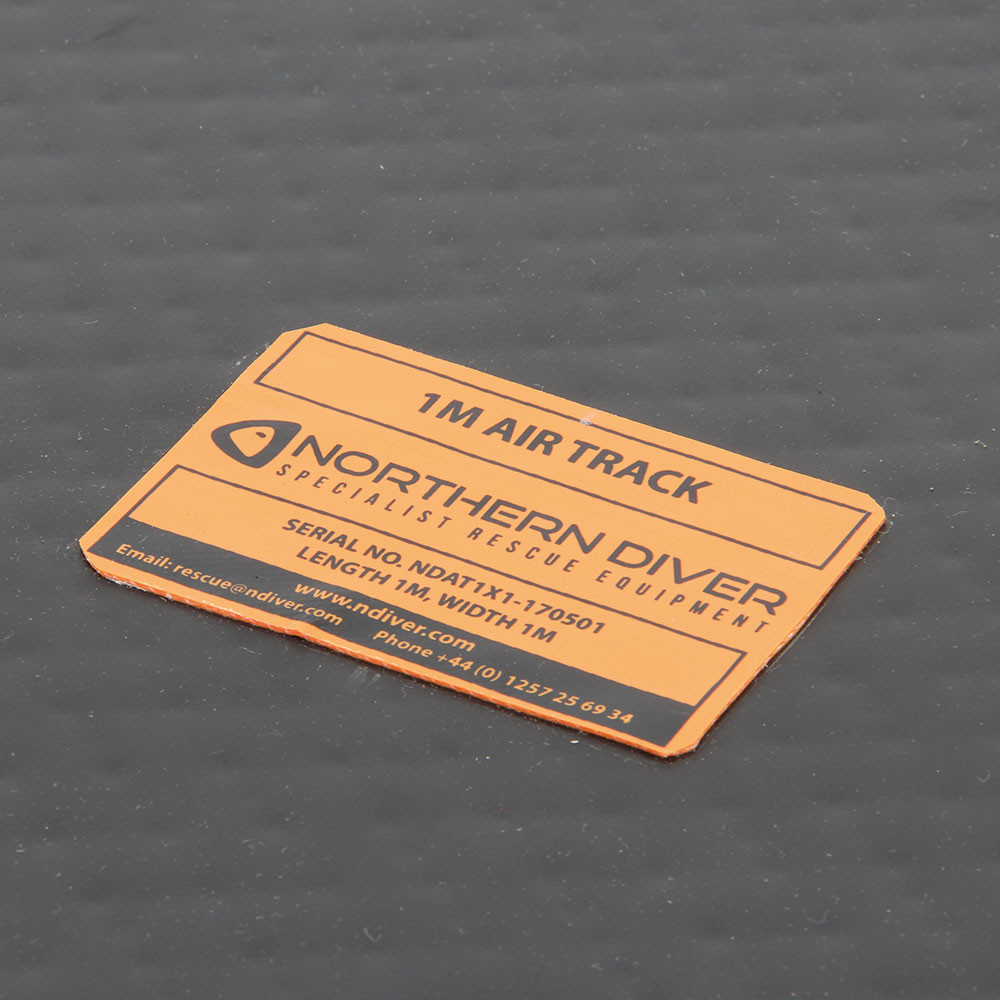 1M AIR TRACK
NORTHERN DIVER
SPECIALIST RESCUE EQUIPMENT
SERIAL NO. NDAT1X1-170501
LENGTH 1M, WIDTH 1M
www.ndiver.com
Email: rescue@ndiver.com Phone +44 (0) 1257 25 69 34